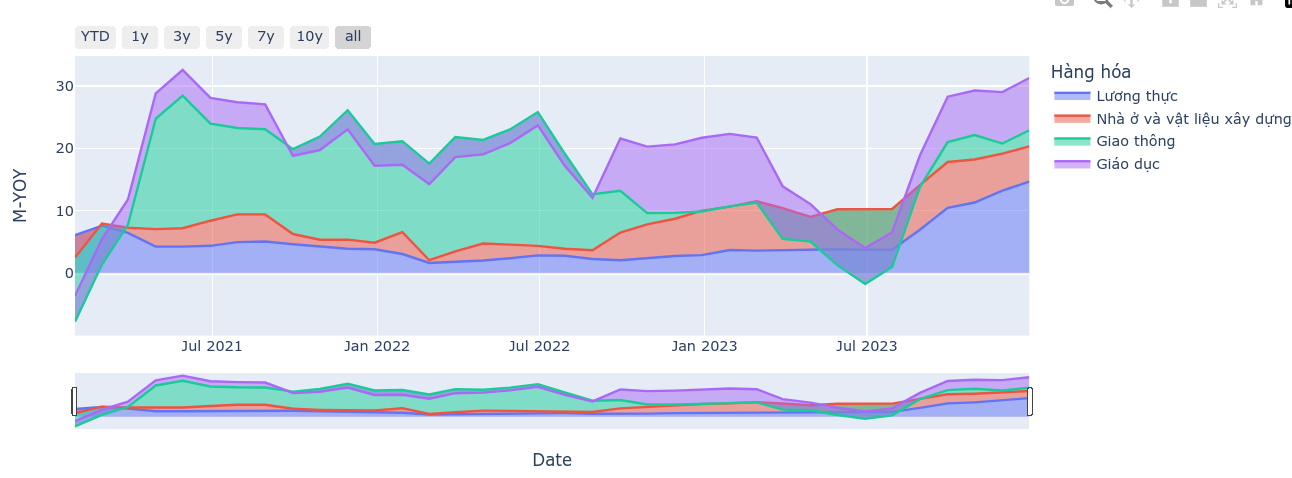 YTD 1y 3y 5y 7y 10y all
Hàng hóa
Lương thực
Nhà ở và vật liệu xây dựng
Giao thông
Giáo dục
M-YOY
30
20
10
0
Jul 2021 Jan 2022 Jul 2022 Jan 2023 Jul 2023
Date